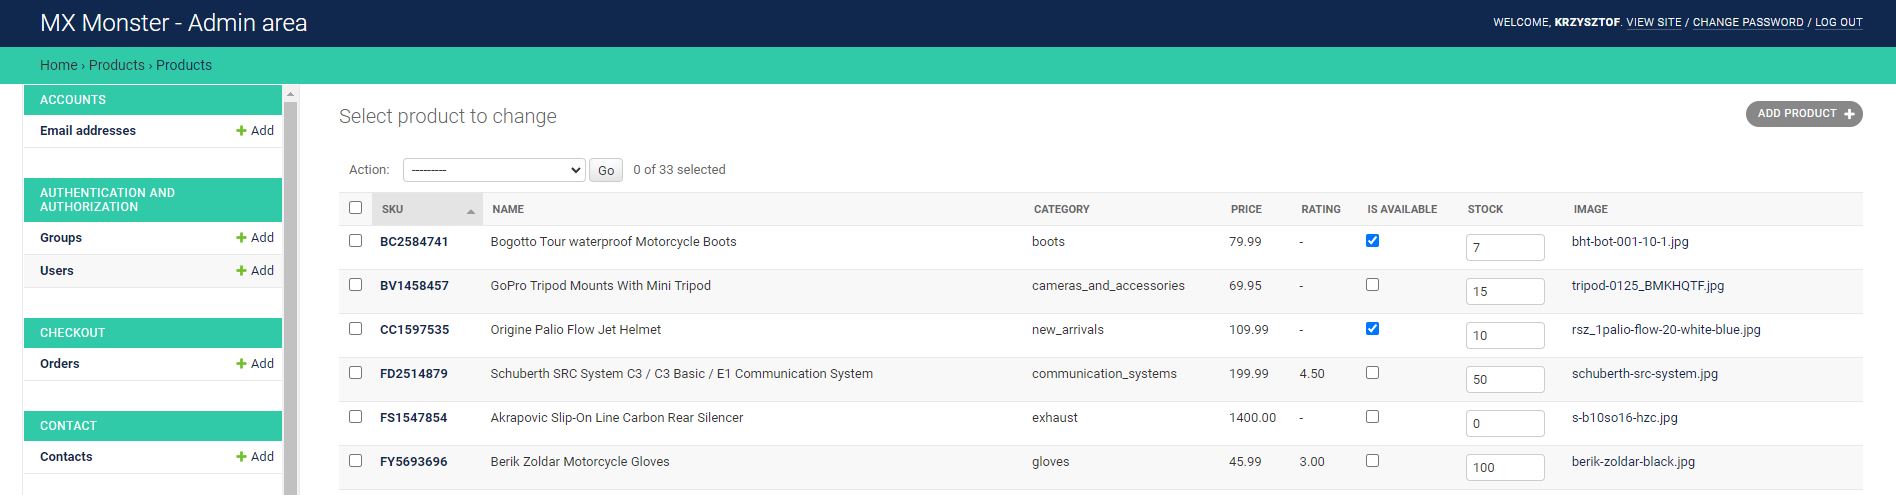 MX Monster - Admin area
WELCOME, KRZYSZTOF. VIEW SITE / CHANGE PASSWORD / LOG OUT
Home › Products › Products
ACCOUNTS
Email addresses Add
AUTHENTICATION AND
AUTHORIZATION
Groups Add
Users Add
CHECKOUT
Orders Add
CONTACT
Contacts Add
Select product to change
ADD PRODUCT
Action: --------- Go 0 of 33 selected
SKU NAME CATEGORY PRICE RATING IS AVAILABLE STOCK IMAGE
BC2584741 Bogotto Tour waterproof Motorcycle Boots boots 79.99 - 7 bht-bot-001-10-1.jpg
BV1458457 GoPro Tripod Mounts With Mini Tripod cameras_and_accessories 69.95 - 15 tripod-0125_BMKHQTF.jpg
CC1597535 Origine Palio Flow Jet Helmet new_arrivals 109.99 - 10 rsz_1palio-flow-20-white-blue.jpg
FD2514879 Schuberth SRC System C3 / C3 Basic / E1 Communication System communication_systems 199.99 4.50 50 schuberth-src-system.jpg
FS1547854 Akrapovic Slip-On Line Carbon Rear Silencer exhaust 1400.00 - 0 s-b10so16-hzc.jpg
FY5693696 Berik Zoldar Motorcycle Gloves gloves 45.99 3.00 100 berik-zoldar-black.jpg